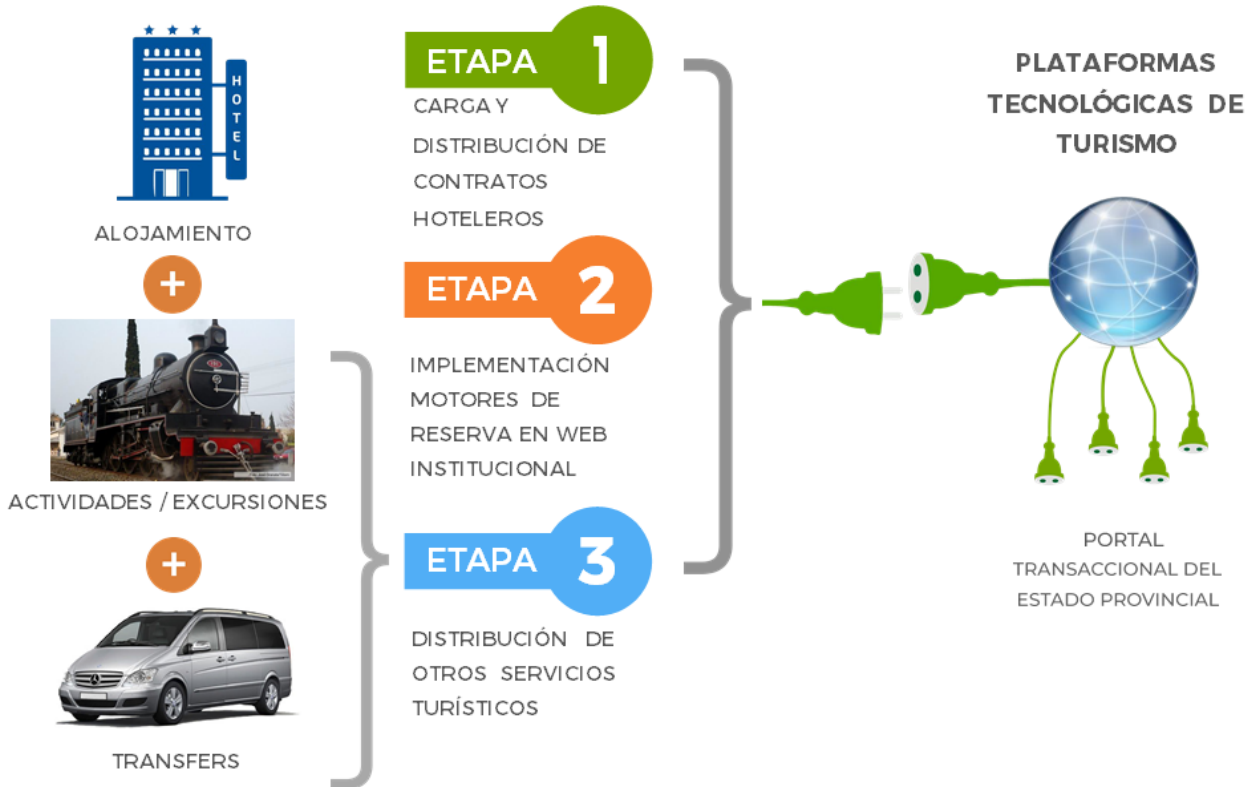 HOTEL
ALOJAMIENTO
ACTIVIDADES / EXCURSIONES
TRANSFERS
ETAPA 1
CARGA Y
DISTRIBUCIÓN DE
CONTRATOS
HOTELEROS
ETAPA 2
IMPLEMENTACIÓN
MOTORES DE
RESERVA EN WEB
INSTITUCIONAL
ETAPA 3
DISTRIBUCIÓN DE
OTROS SERVICIOS
TURÍSTICOS
PLATAFORMAS
TECNOLÓGICAS DE
TURISMO
PORTAL
TRANSACCIONAL DEL
ESTADO PROVINCIAL